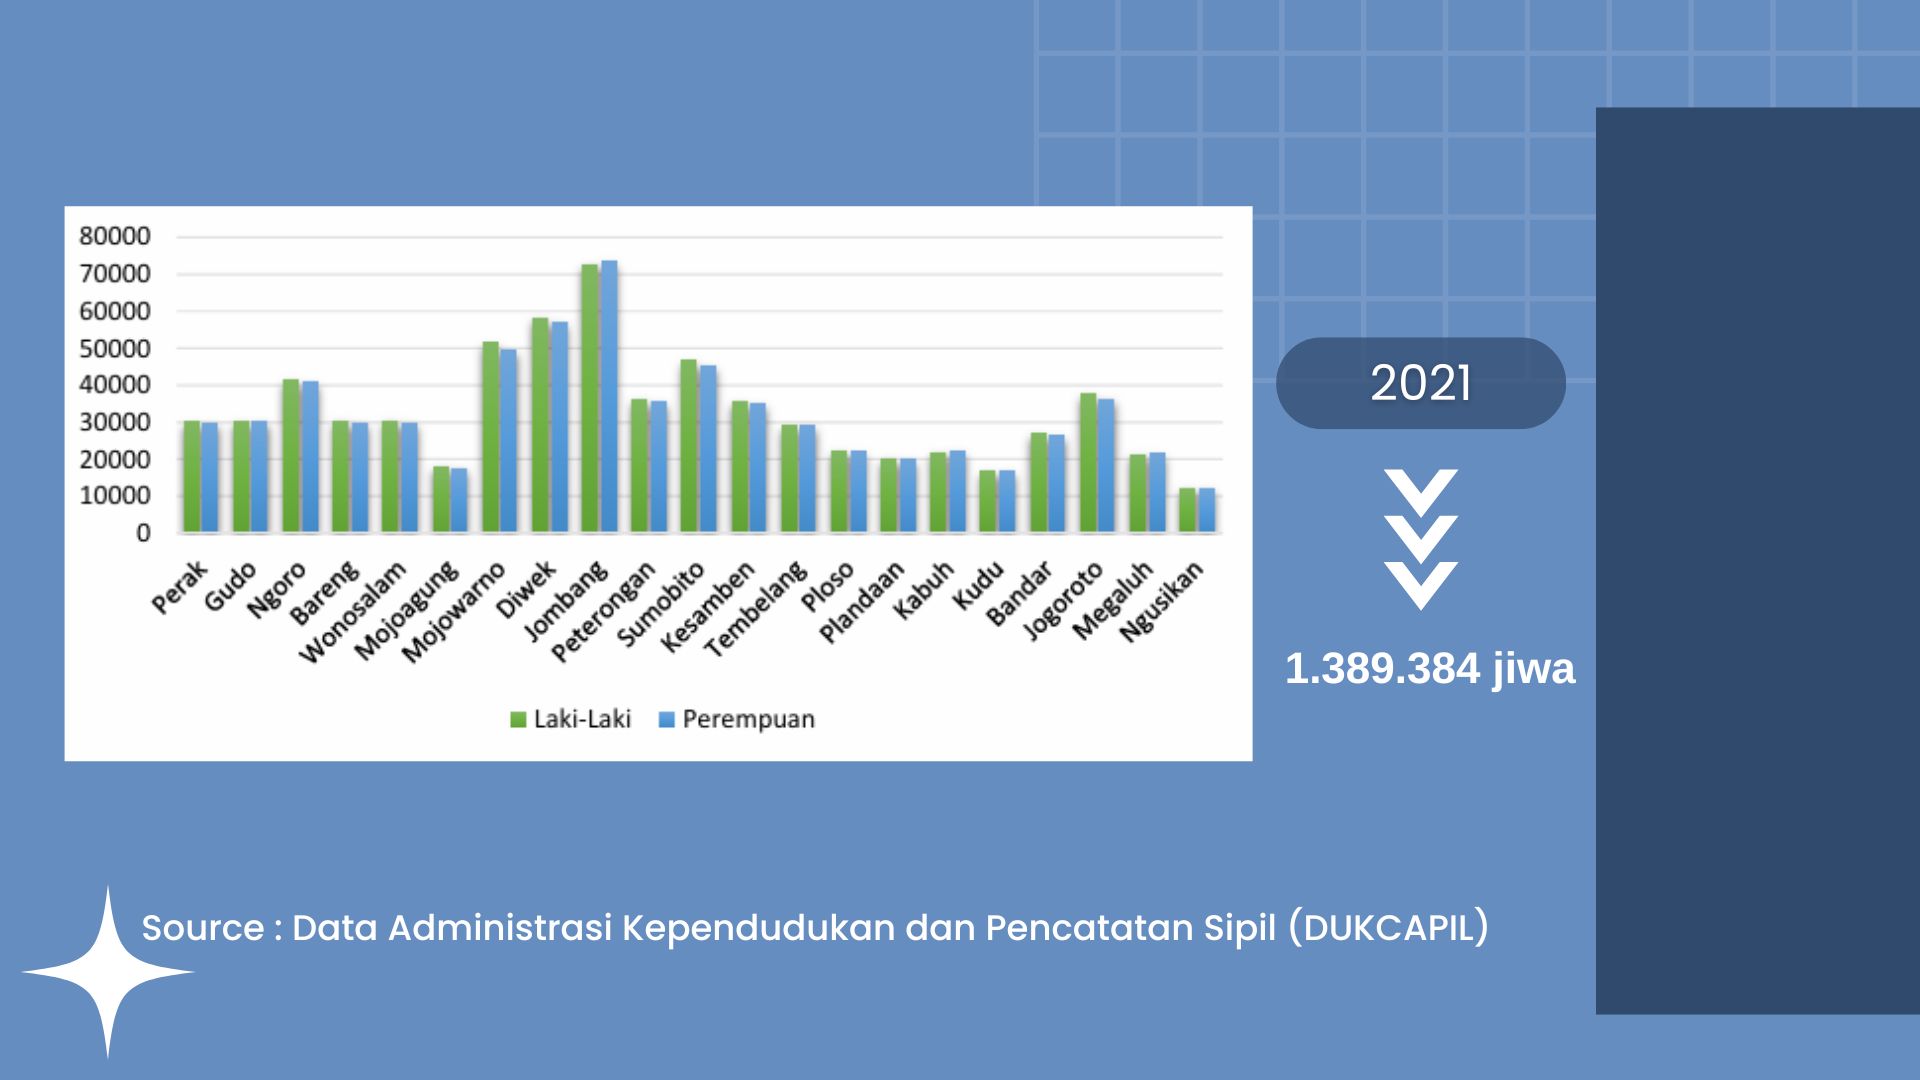 80000
70000
60000
50000
40000
30000
20000
10000
0
Perak
Gudo
Ngoro
Bareng
Wonosalam
Mojoagung
Mojowarno
Diwek
Jombang
Peterongan
Sumobito
Kesamben
Tembelang
Ploso
Plandaan
Kabuh
Kudu
Bandar
Jogoroto
Megaluh
Ngusikan
Laki-Laki Perempuan
2021
1.389.384 jiwa
Source : Data Administrasi Kependudukan dan Pencatatan Sipil (DUKCAPIL)